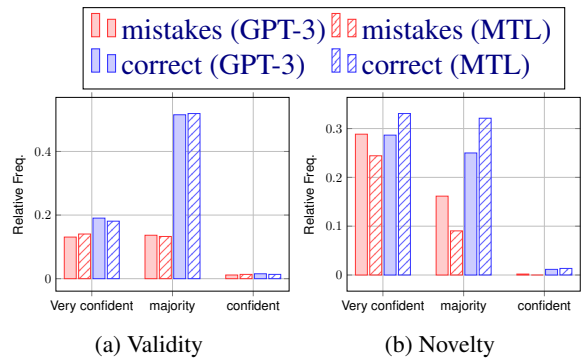 mistakes (GPT-3) mistakes (MTL)
correct (GPT-3) correct (MTL)
Relative Freq.
0.4
0.2
0
Very confident majority confident
(a) Validity
Relative Freq.
0.3
0.2
0.1
0
Very confident majority confident
(b) Novelty